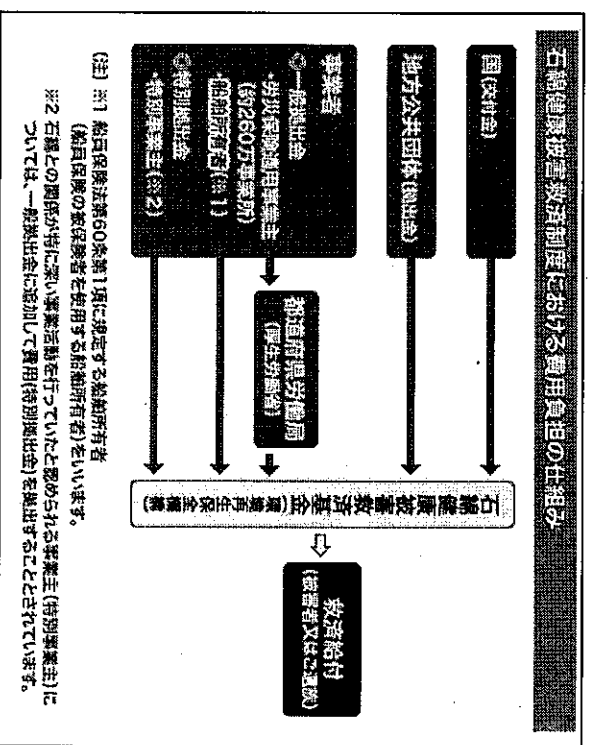 石綿健康被害救済制度における費用負担の仕組み
国(交付金)
地方公共団体(拠出金)
事業者
◎一般拠出金
・労災保険適用事業主
(約260万事業所)
・船舶所有者(※1)
◎特別拠出金
・特別事業主(※2)
都道府県労働局
(厚生労働省)
石綿健康被害救済基金(環境再生保全機構)
救済給付
(被害者又はご遺族)
(注) ※1 船員保険法第60条第1項に規定する船舶所有者
(船員保険の被保険者を使用する船舶所有者)をいいます。
※2 石綿との関係が特に深い事業活動を行っていたと認められる事業主(特別事業主)に
ついては、一般拠出金に追加して費用(特別拠出金)を拠出することとされています。